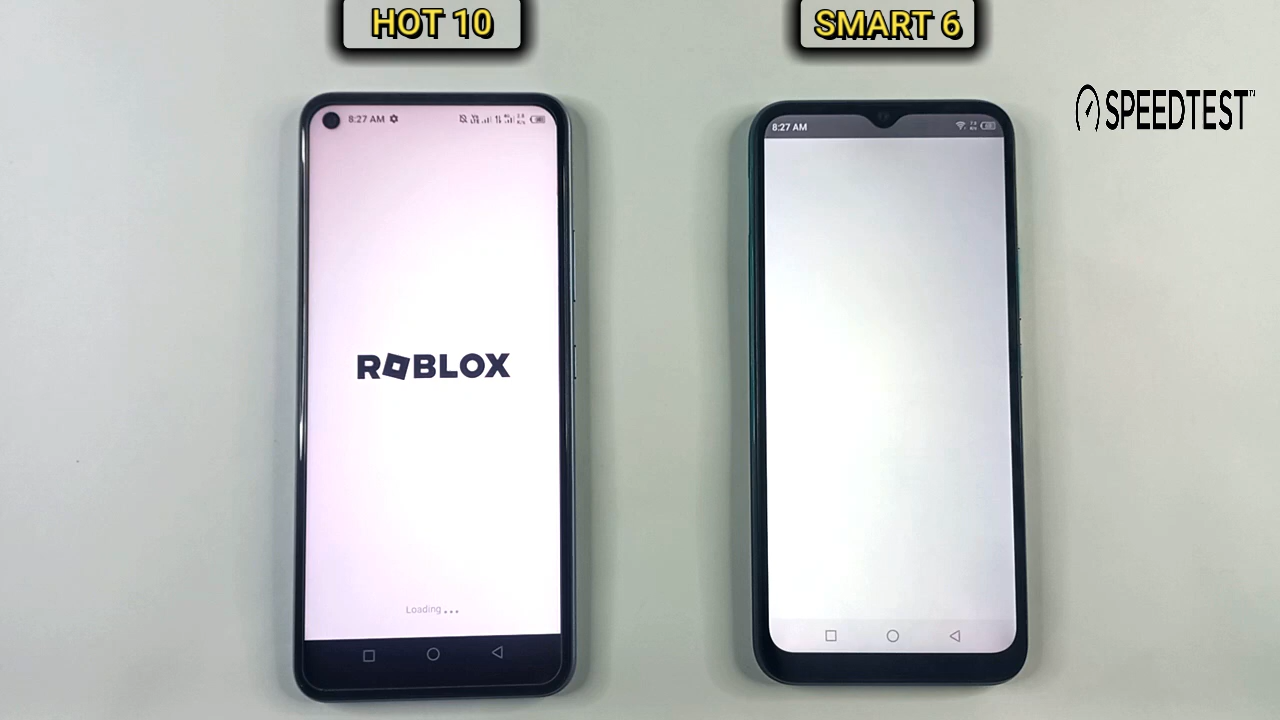 HOT 10
SMART 6
SPEEDTEST
8:27 AM
8:27 AM
ROBLOX
Loading...